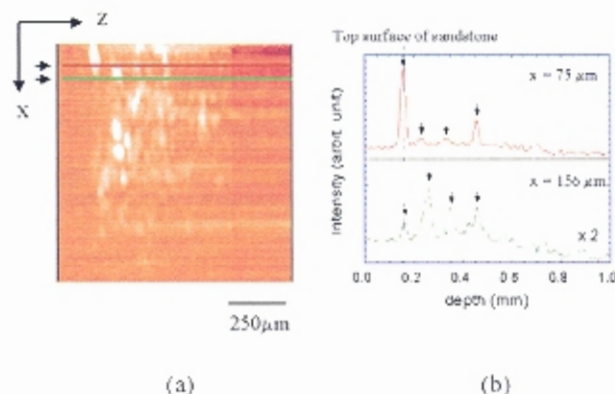 z
x
250μm
(a)
Top surface of sandstone
x = 75 μm
x = 156 μm
x 2
Intensity (arbit. unit)
0.0 0.2 0.4 0.6 0.8 1.0
depth (mm)
(b)